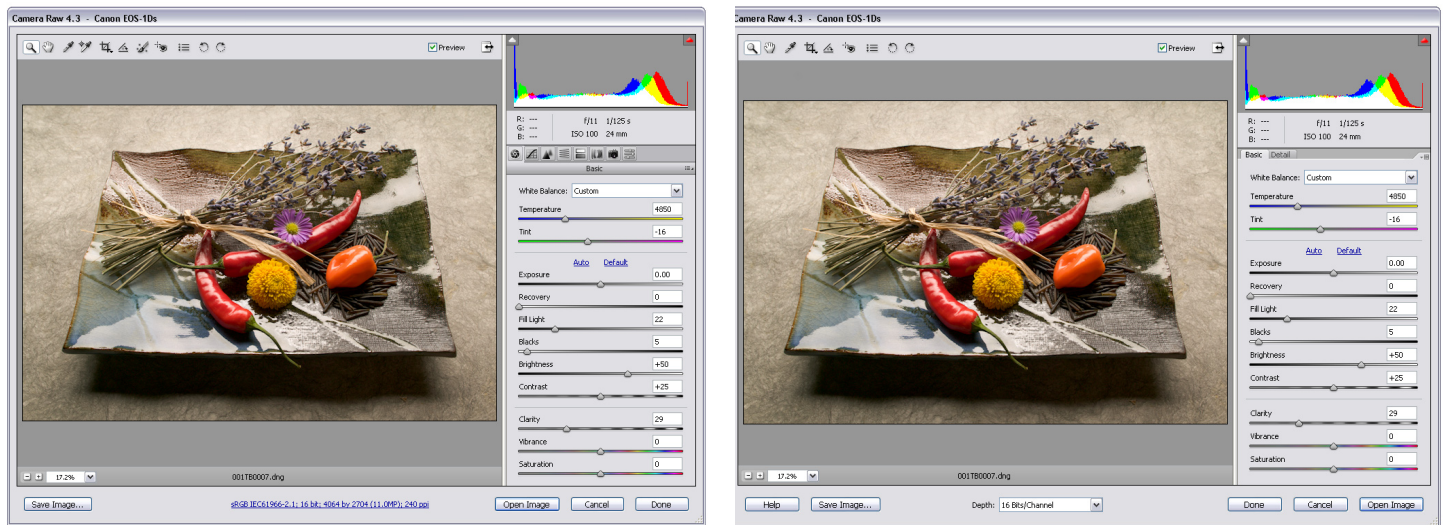 Camera Raw 4.3 - Canon EOS-1Ds
Preview
R: ---
G: ---
B: ---
f/11 1/125 s
ISO 100 24 mm
Basic
White Balance: Custom
Temperature 4850
Tint -16
Auto Default
Exposure 0.00
Recovery 0
Fill Light 22
Blacks 5
Brightness +50
Contrast +25
Clarity 29
Vibrance 0
Saturation 0
17.2%
001TB0007.dng
Save Image...
sRGB IEC61966-2.1; 16 bit; 4064 by 2704 (11.0MP); 240 ppi
Open Image Cancel Done
Camera Raw 4.3 - Canon EOS-1Ds
Preview
R: ---
G: ---
B: ---
f/11 1/125 s
ISO 100 24 mm
Basic Detail
White Balance: Custom
Temperature 4850
Tint -16
Auto Default
Exposure 0.00
Recovery 0
Fill Light 22
Blacks 5
Brightness +50
Contrast +25
Clarity 29
Vibrance 0
Saturation 0
17.2%
001TB0007.dng
Help Save Image...
Depth: 16 Bits/Channel
Done Cancel Open Image